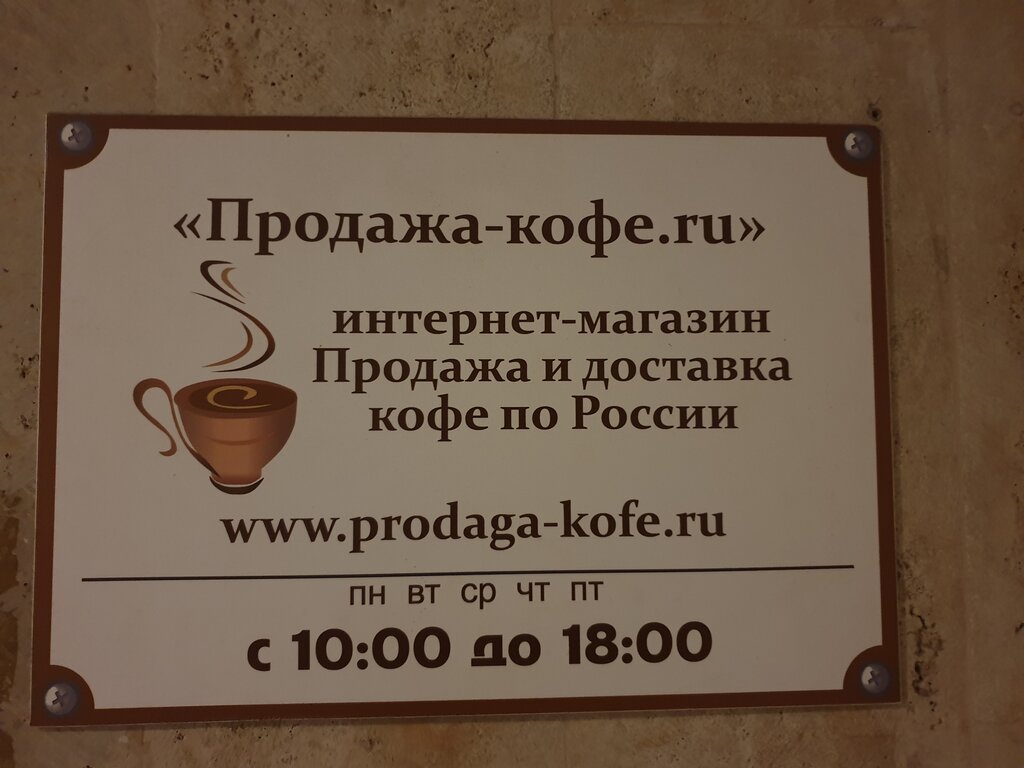 «Продажа-кофе.ru»
интернет-магазин
Продажа и доставка
кофе по России
www.prodaga-kofe.ru
пн вт ср чт пт
с 10:00 до 18:00